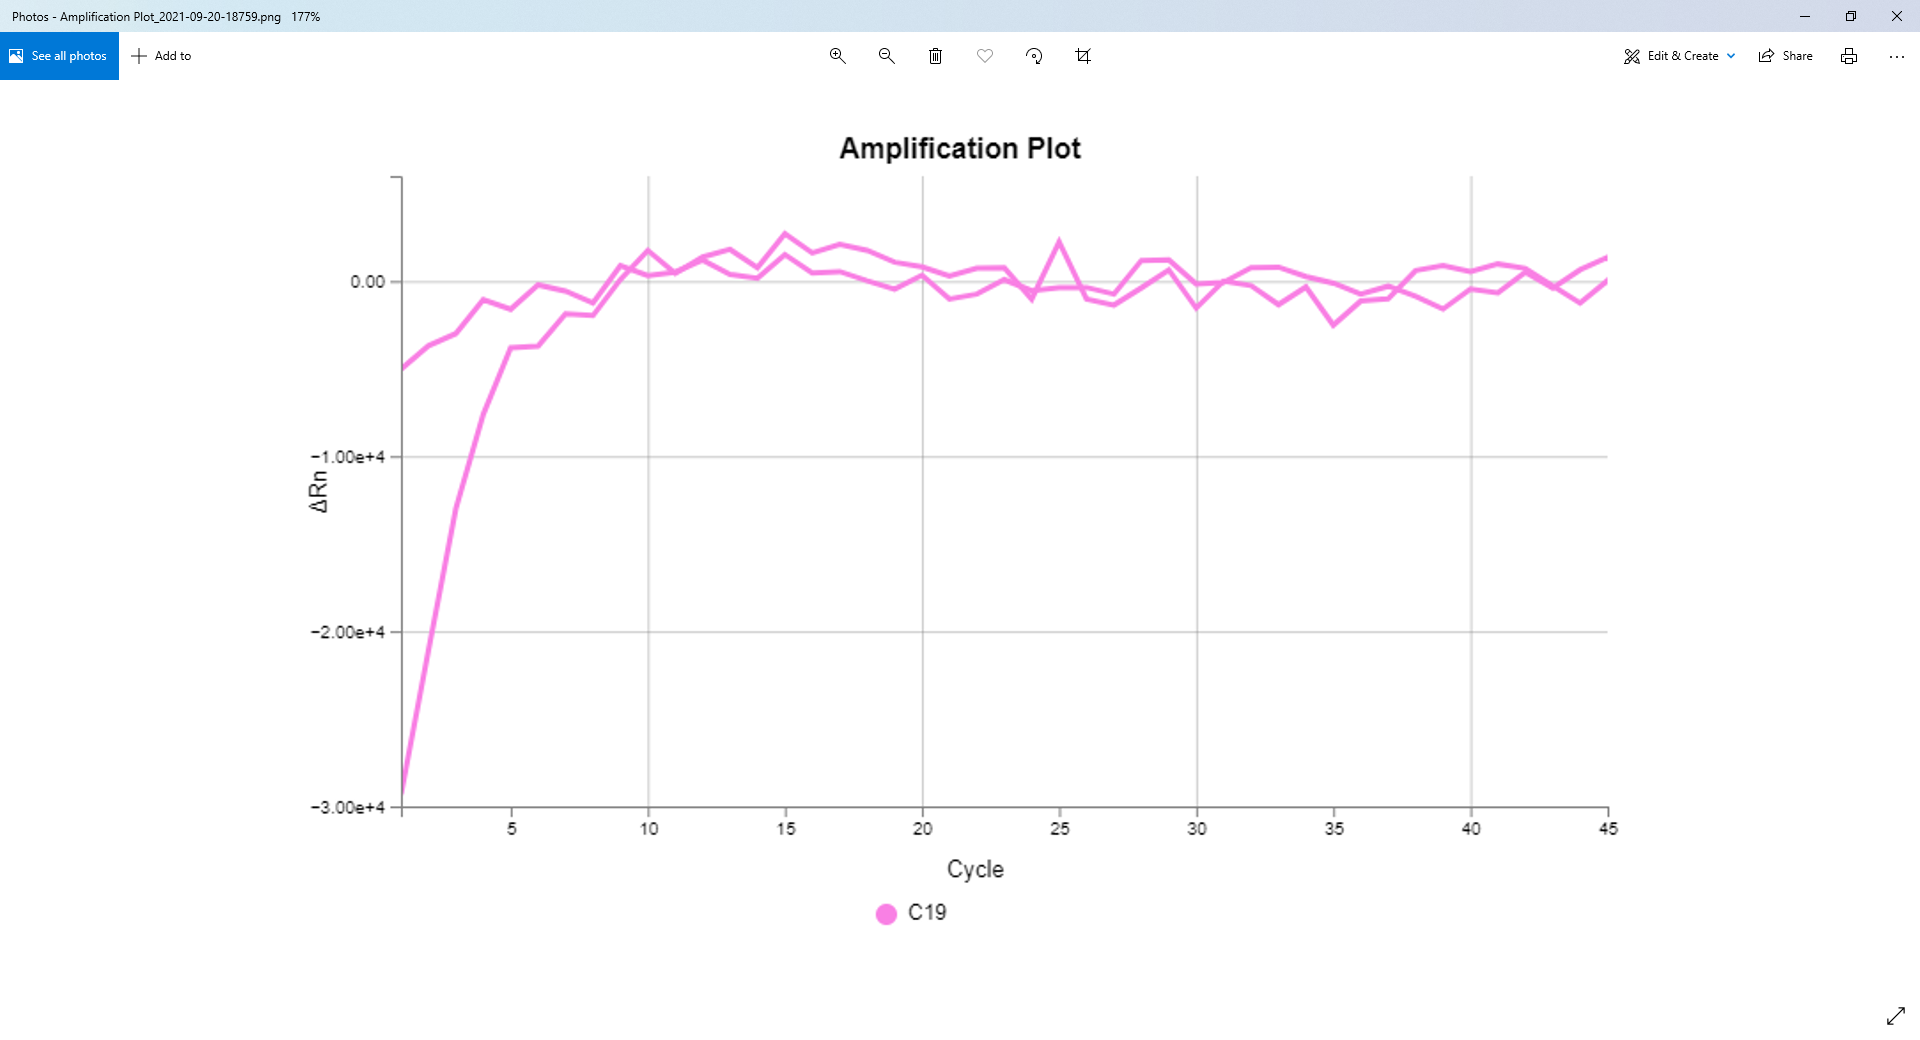 Photos - Amplification Plot_2021-09-20-18759.png 177%
See all photos
Add to
Edit & Create
Share
Amplification Plot
0.00
−1.00e+4
−2.00e+4
−3.00e+4
ΔRn
5 10 15 20 25 30 35 40 45
Cycle
C19